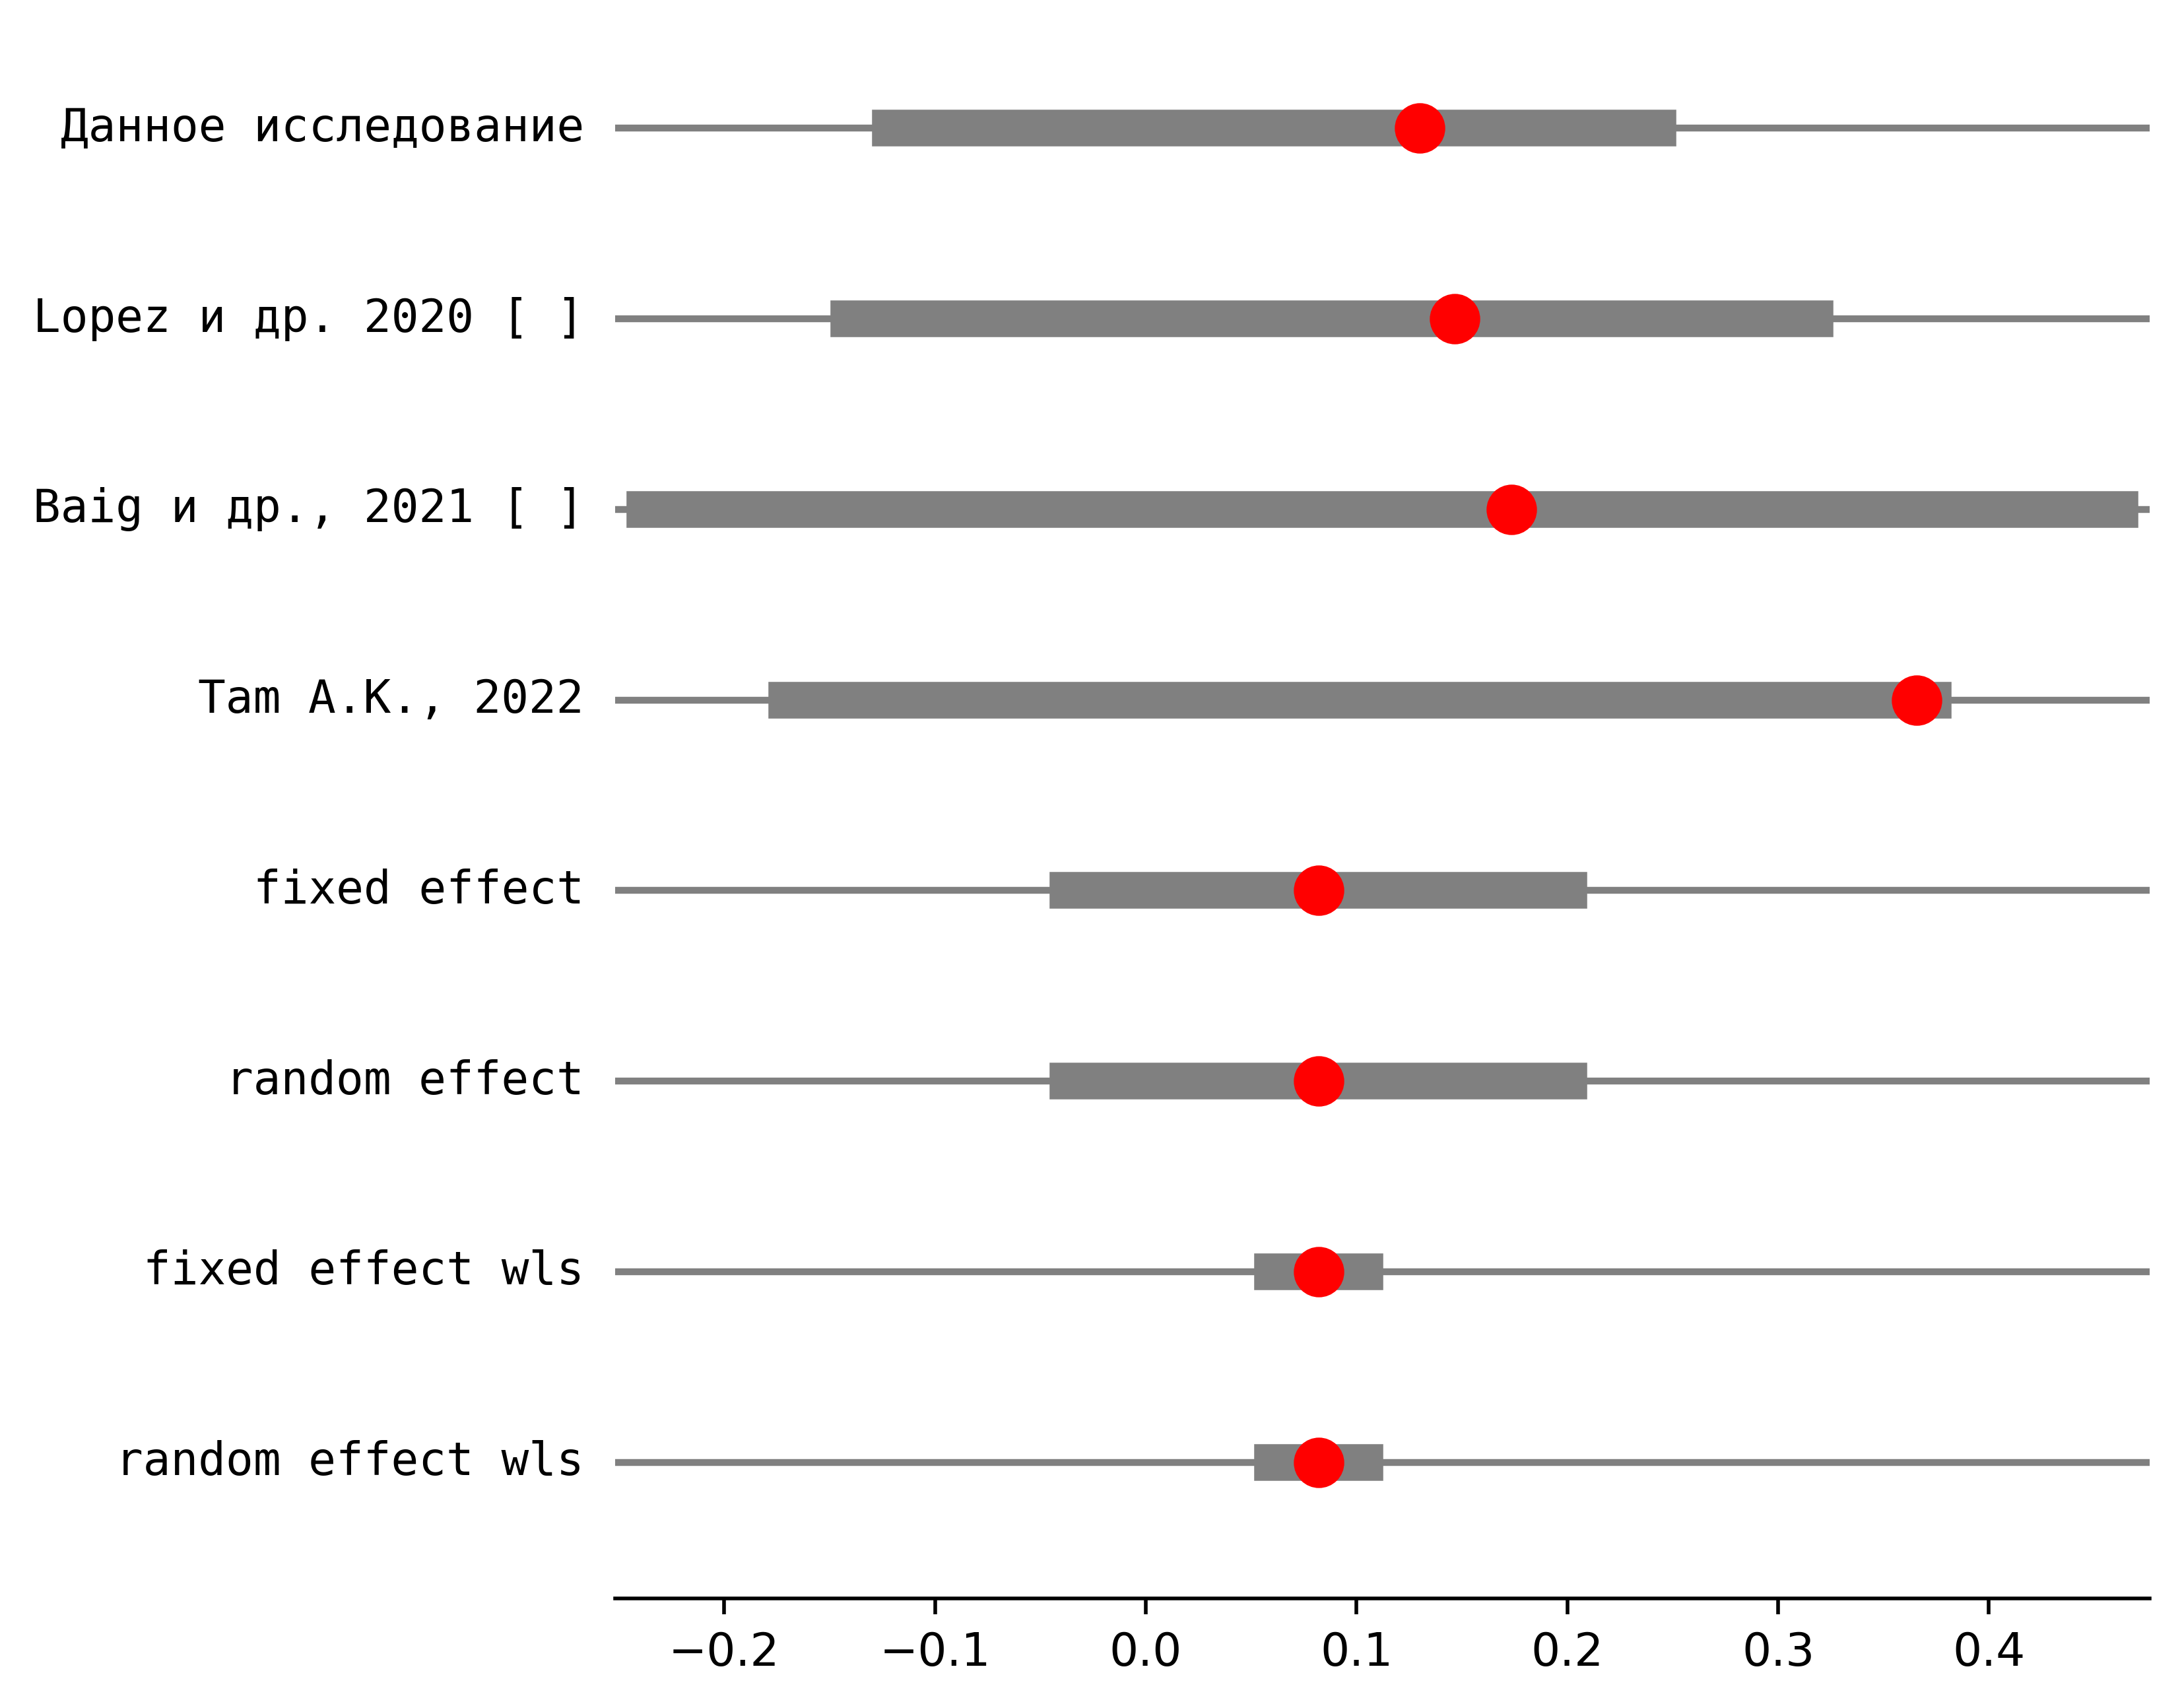 Данное исследование
Lopez и др. 2020 [ ]
Baig и др., 2021 [ ]
Tam A.K., 2022
fixed effect
random effect
fixed effect wls
random effect wls
−0.2 −0.1 0.0 0.1 0.2 0.3 0.4